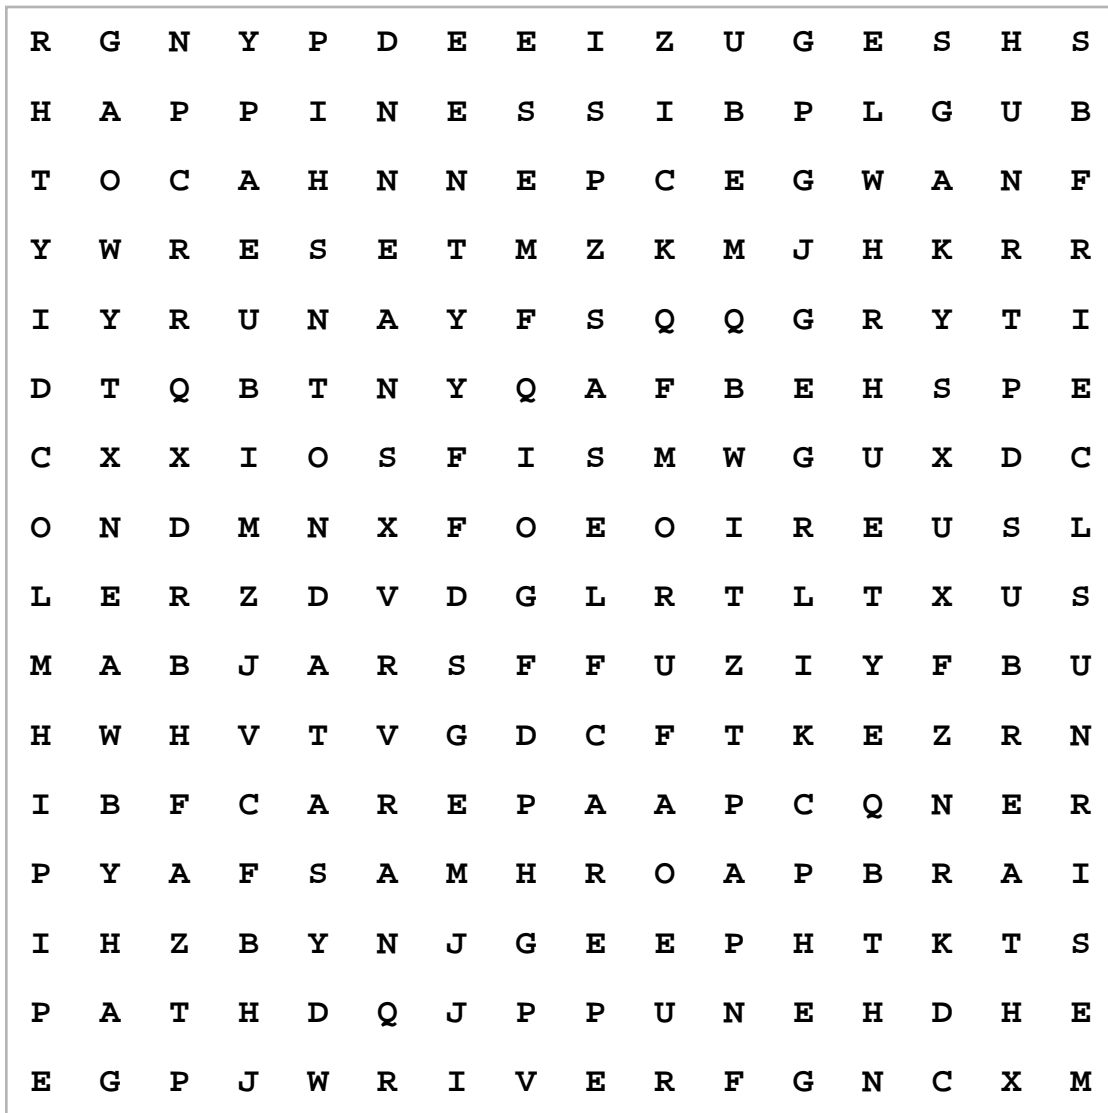 R G N Y P D E E I Z U G E S H S
H A P P I N E S S I B P L G U B
T O C A H N N E P C E G W A N F
Y W R E S E T M Z K M J H K R R
I Y R U N A Y F S Q Q G R Y T I
D T Q B T N Y Q A F B E H S P E
C X X I O S F I S M W G U X D C
O N D M N X F O E O I R E U S L
L E R Z D V D G L R T L T X U S
M A B J A R S F F U Z I Y F B U
H W H V T V G D C F T K E Z R N
I B F C A R E P A A P C Q N E R
P Y A F S A M H R O A P B R A I
I H Z B Y N J G E E P H T K T S
P A T H D Q J P P U N E H D H E
E G P J W R I V E R F G N C X M